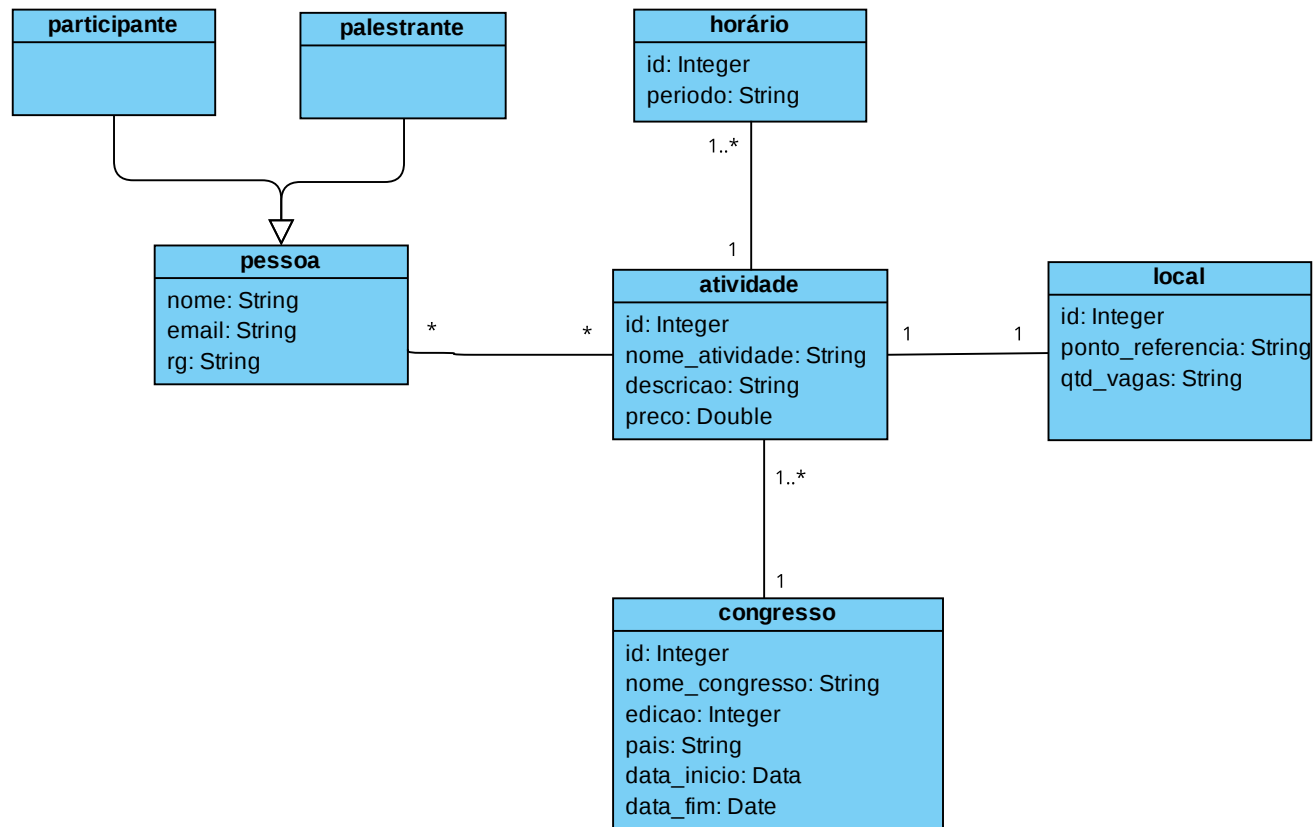 participante
palestrante
horário
id: Integer
periodo: String
1..*
1
pessoa
nome: String
email: String
rg: String
*
*
atividade
id: Integer
nome_atividade: String
descricao: String
preco: Double
1
1
local
id: Integer
ponto_referencia: String
qtd_vagas: String
1..*
1
congresso
id: Integer
nome_congresso: String
edicao: Integer
pais: String
data_inicio: Data
data_fim: Date